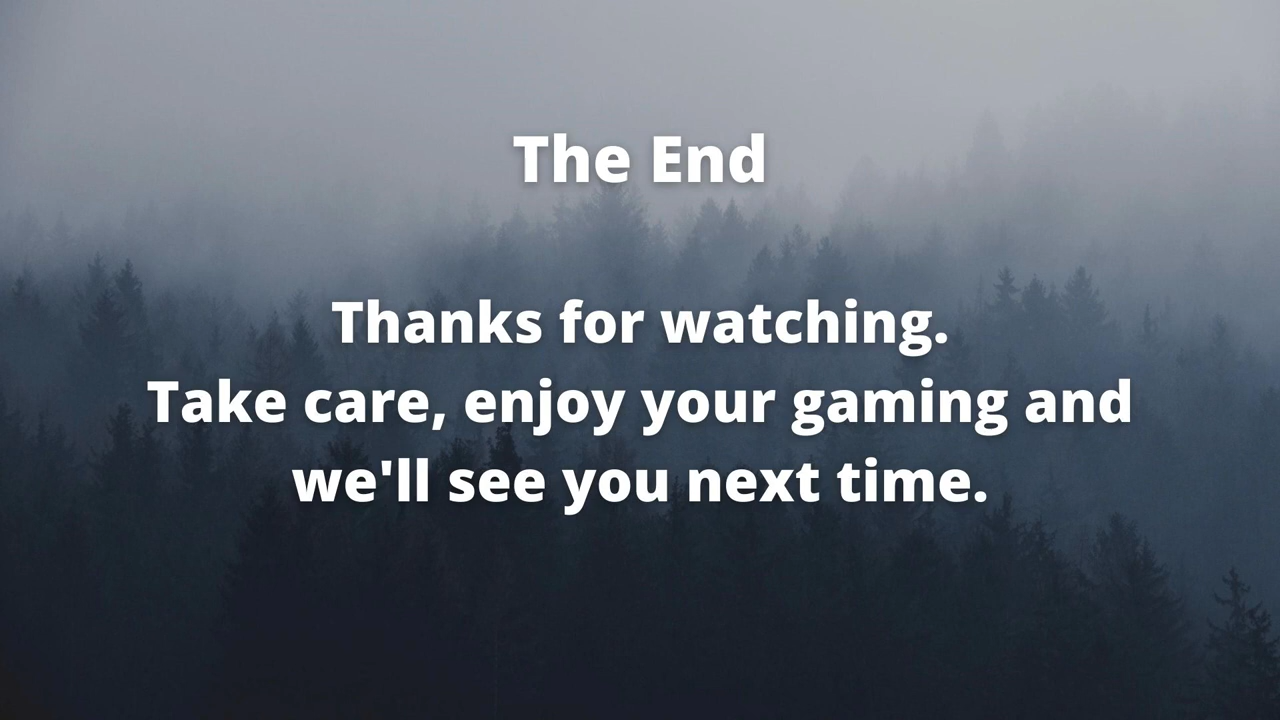 The End
Thanks for watching.
Take care, enjoy your gaming and
we'll see you next time.